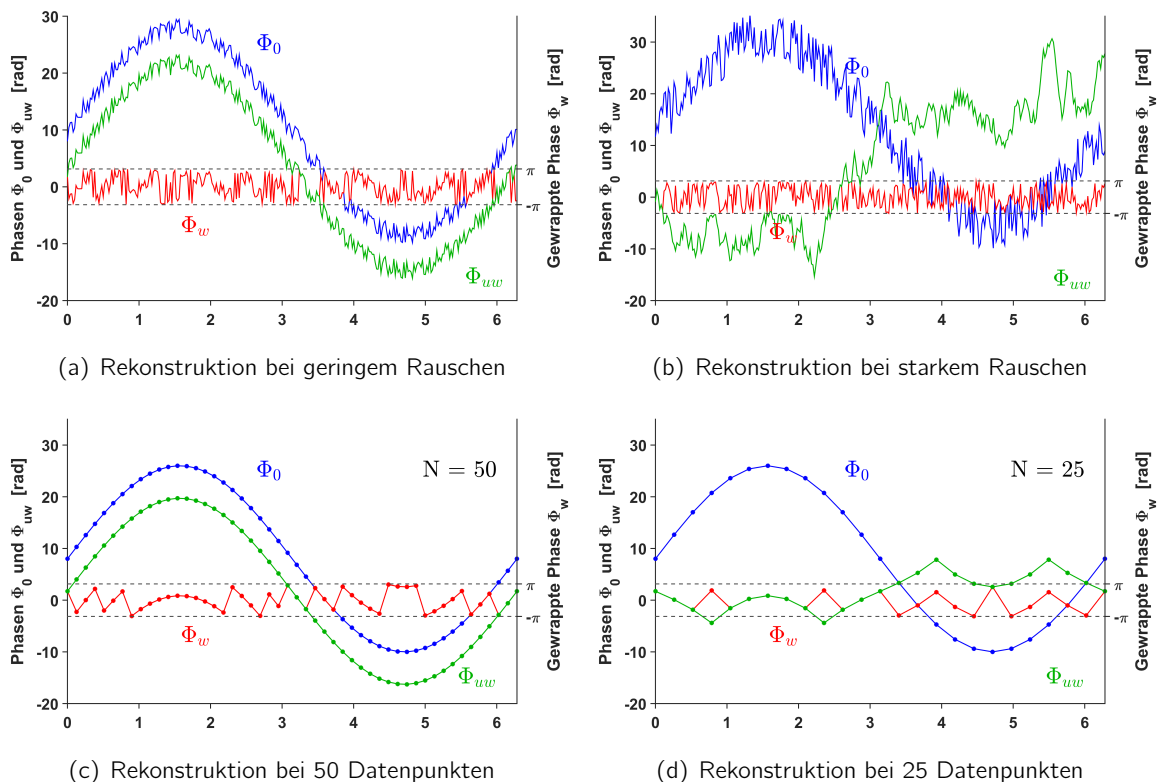 Phasen Φ0 und Φuw [rad]
30
20
10
0
-10
-20
0 1 2 3 4 5 6
Φ0
Φw
Φuw
π
-π
Gewrappte Phase Φw [rad]
(a) Rekonstruktion bei geringem Rauschen
Phasen Φ0 und Φuw [rad]
30
20
10
0
-10
-20
0 1 2 3 4 5 6
Φ0
Φw
Φuw
π
-π
Gewrappte Phase Φw [rad]
(b) Rekonstruktion bei starkem Rauschen
Phasen Φ0 und Φuw [rad]
30
20
10
0
-10
-20
0 1 2 3 4 5 6
Φ0
N = 50
Φw
Φuw
π
-π
Gewrappte Phase Φw [rad]
(c) Rekonstruktion bei 50 Datenpunkten
Phasen Φ0 und Φuw [rad]
30
20
10
0
-10
-20
0 1 2 3 4 5 6
Φ0
N = 25
Φw
Φuw
π
-π
Gewrappte Phase Φw [rad]
(d) Rekonstruktion bei 25 Datenpunkten